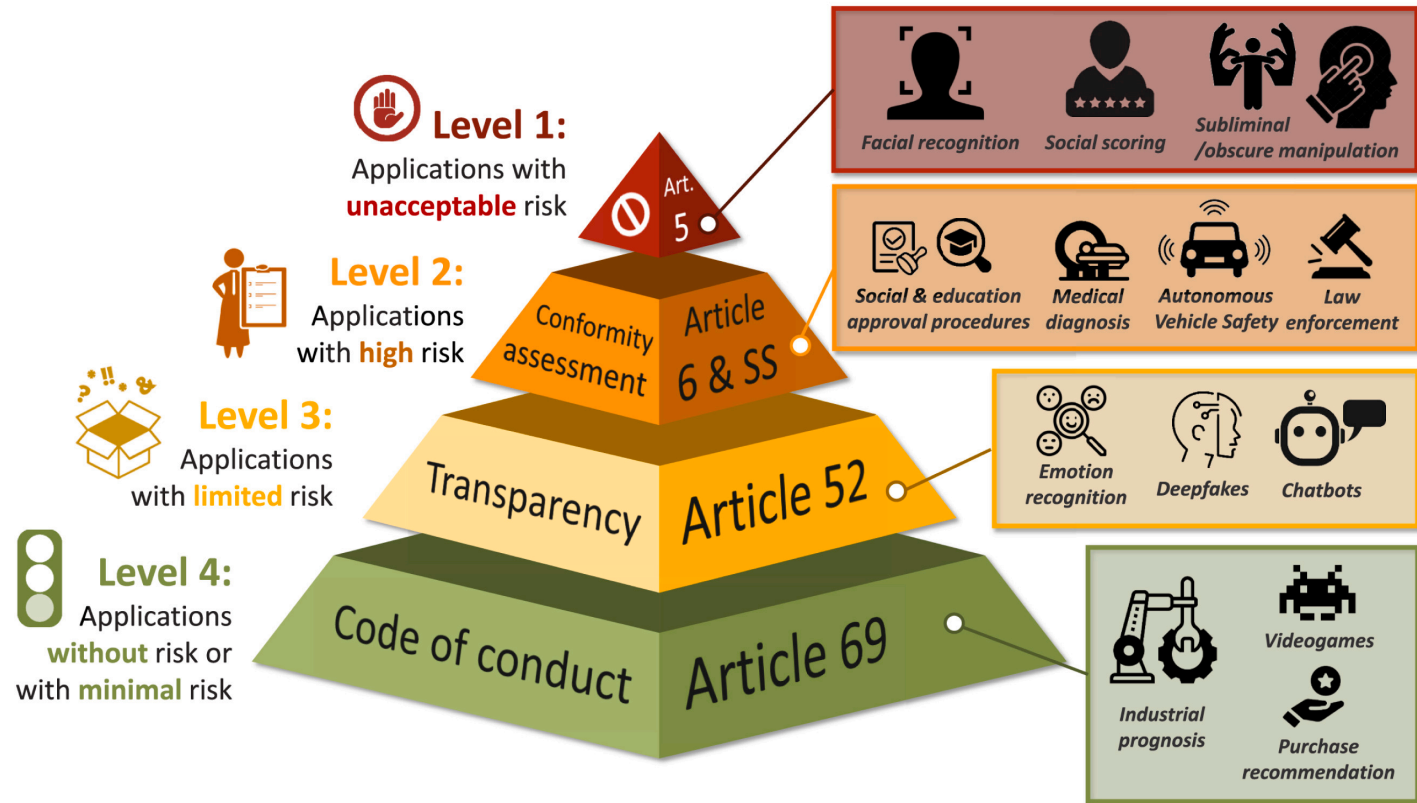 Level 1:
Applications with
unacceptable risk
Art.
5
Facial recognition
Social scoring
Subliminal
/obscure manipulation
Level 2:
Applications
with high risk
Conformity
assessment
Article
6 & SS
Social & education
approval procedures
Medical
diagnosis
Autonomous
Vehicle Safety
Law
enforcement
? * !! * &
Level 3:
Applications
with limited risk
Transparency
Article 52
Emotion
recognition
Deepfakes
Chatbots
Level 4:
Applications
without risk or
with minimal risk
Code of conduct
Article 69
Industrial
prognosis
Videogames
Purchase
recommendation